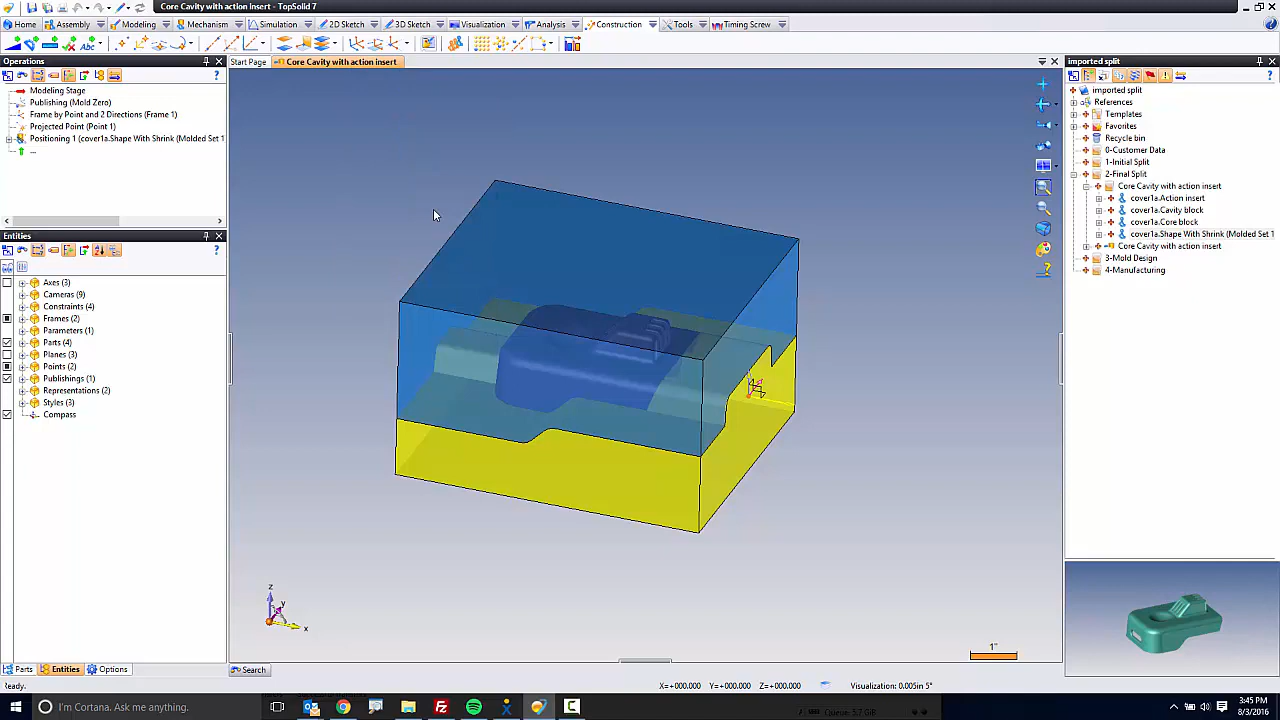 Core Cavity with action Insert - TopSolid 7
Home Assembly Modeling Mechanism Simulation 2D Sketch 3D Sketch Visualization Analysis Construction Tools Timing Screw
Abc
Operations
Start Page Core Cavity with action insert
imported split
Modeling Stage
Publishing (Mold Zero)
Frame by Point and 2 Directions (Frame 1)
Projected Point (Point 1)
Positioning 1 (cover1a.Shape With Shrink (Molded Set 1
...
Entities
Axes (3)
Cameras (9)
Constraints (4)
Frames (2)
Parameters (1)
Parts (4)
Planes (3)
Points (2)
Publishings (1)
Representations (2)
Styles (3)
Compass
imported split
References
Templates
Favorites
Recycle bin
0-Customer Data
1-Initial Split
2-Final Split
Core Cavity with action insert
cover1a.Action insert
cover1a.Cavity block
cover1a.Core block
cover1a.Shape With Shrink (Molded Set 1
Core Cavity with action insert
3-Mold Design
4-Manufacturing
z
y
x
1"
Parts Entities Options
Search
Ready.
X=+000.000 Y=+000.000 Z=+000.000 Visualization: 0.005in 5°
I'm Cortana. Ask me anything.
3:45 PM
8/3/2016